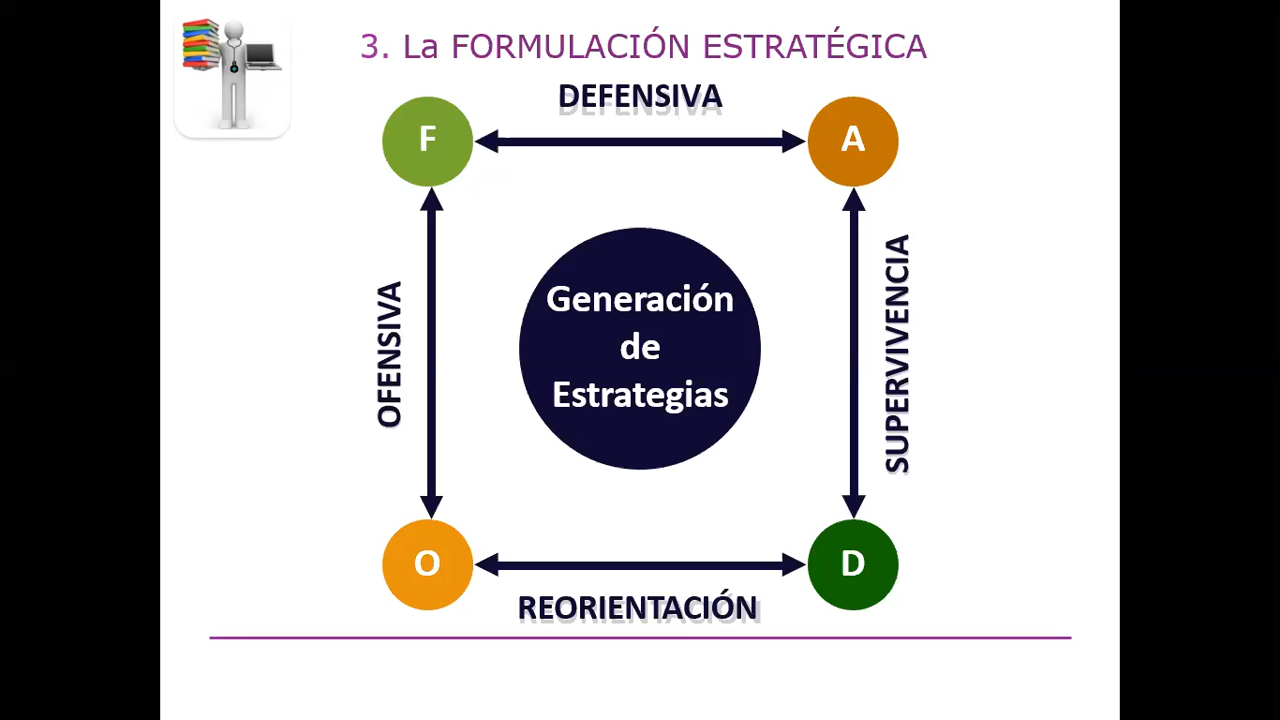 3. La FORMULACIÓN ESTRATÉGICA
DEFENSIVA
F
A
OFENSIVA
Generación
de
Estrategias
SUPERVIVENCIA
O
D
REORIENTACIÓN